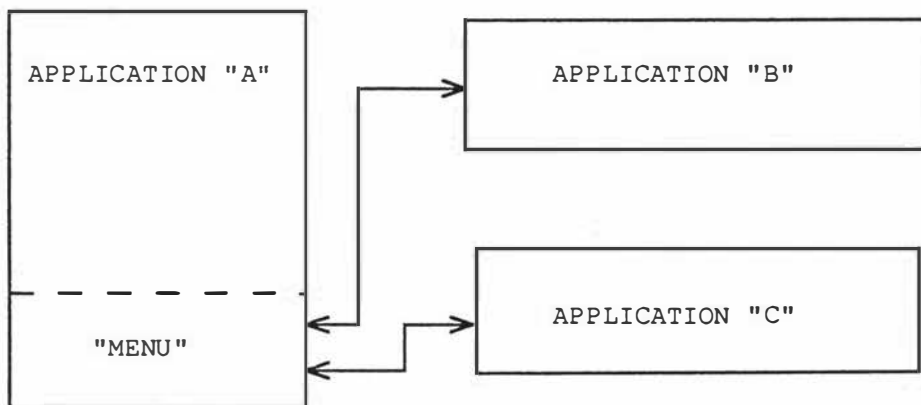 APPLICATION "A"
APPLICATION "B"
APPLICATION "C"
"MENU"